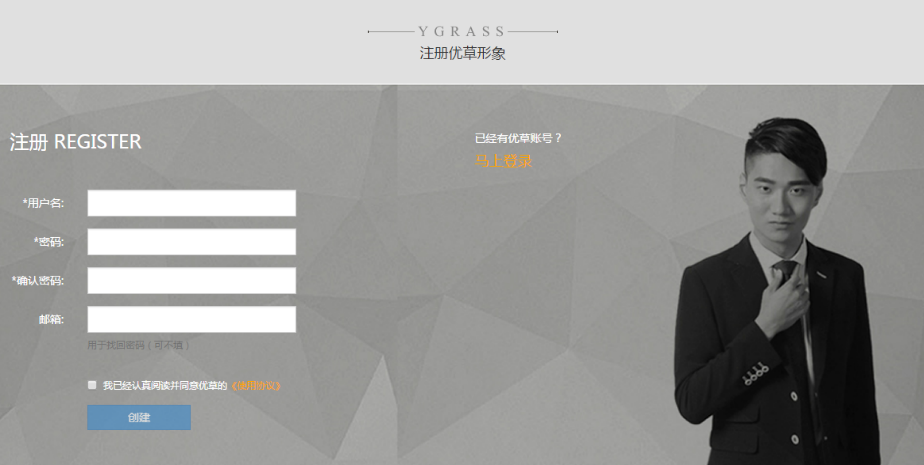 YGRASS
注册优草形象
注册 REGISTER
*用户名:
*密码:
*确认密码:
邮箱:
用于找回密码（可不填）
我已经认真阅读并同意优草的《使用协议》
创建
已经有优草账号？
马上登录